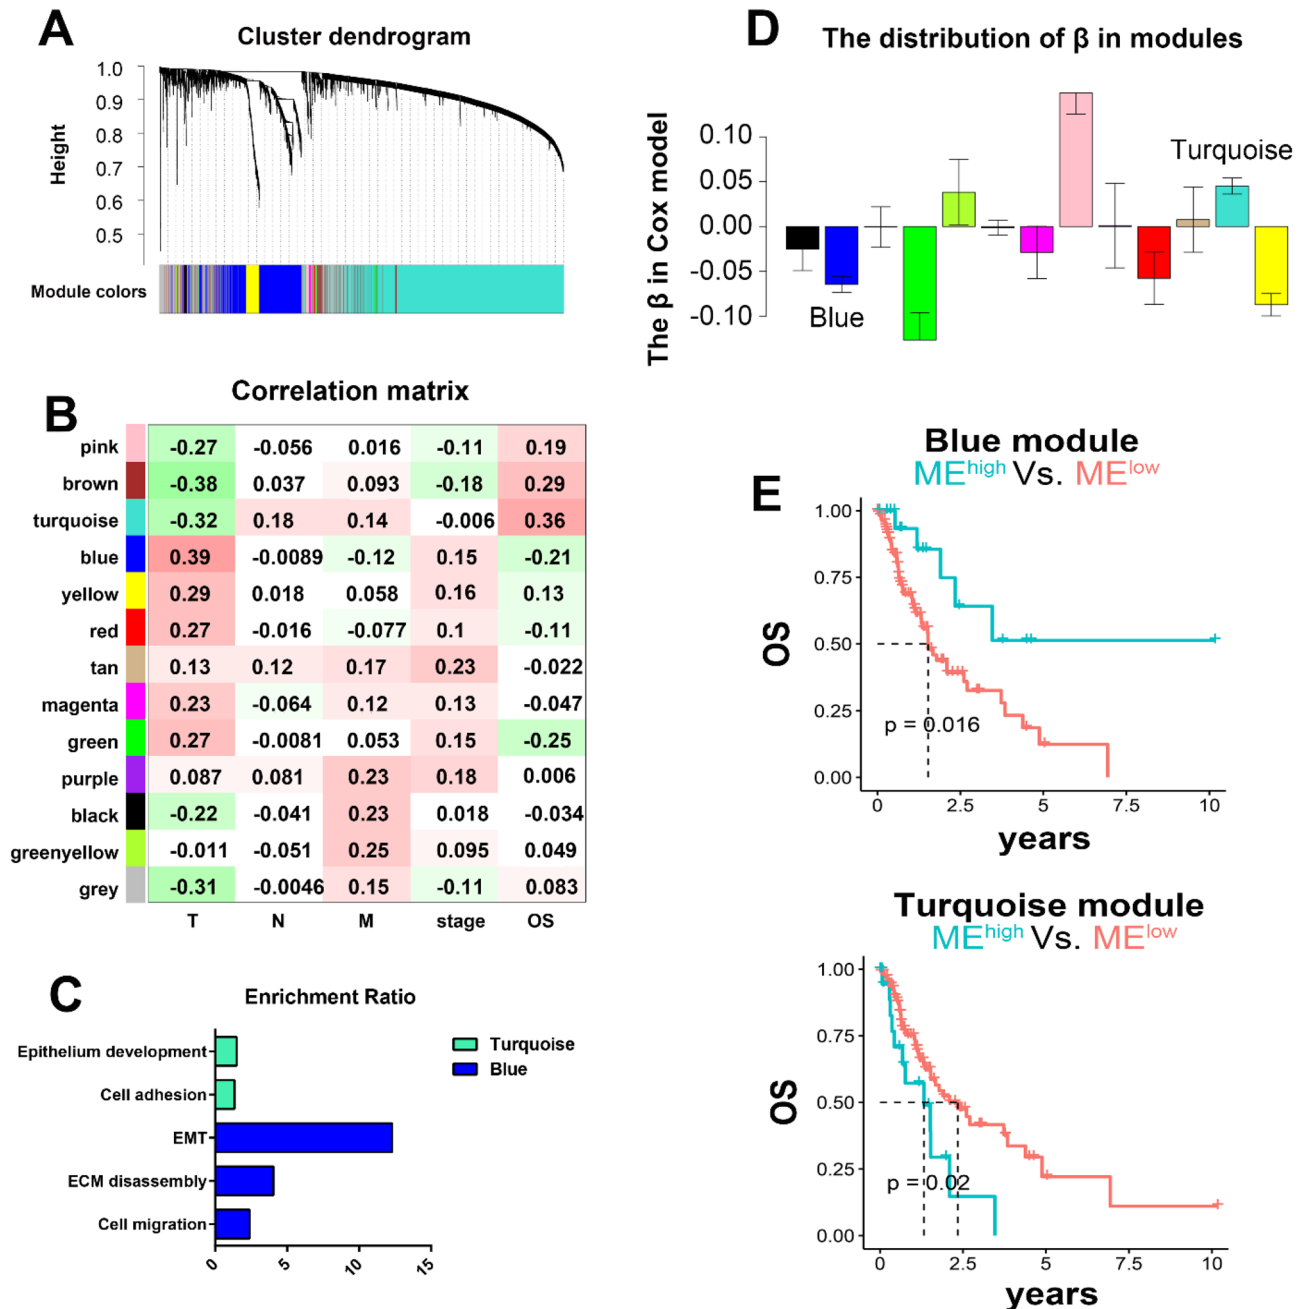 A
Cluster dendrogram
Height
1.0
0.9
0.8
0.7
0.6
0.5
Module colors
B
Correlation matrix
pink -0.27 -0.056 0.016 -0.11 0.19
brown -0.38 0.037 0.093 -0.18 0.29
turquoise -0.32 0.18 0.14 -0.006 0.36
blue 0.39 -0.0089 -0.12 0.15 -0.21
yellow 0.29 0.018 0.058 0.16 0.13
red 0.27 -0.016 -0.077 0.1 -0.11
tan 0.13 0.12 0.17 0.23 -0.022
magenta 0.23 -0.064 0.12 0.13 -0.047
green 0.27 -0.0081 0.053 0.15 -0.25
purple 0.087 0.081 0.23 0.18 0.006
black -0.22 -0.041 0.23 0.018 -0.034
greenyellow -0.011 -0.051 0.25 0.095 0.049
grey -0.31 -0.0046 0.15 -0.11 0.083
T N M stage OS
C
Enrichment Ratio
Epithelium development
Cell adhesion
EMT
ECM disassembly
Cell migration
0 5 10 15
Turquoise
Blue
D
The distribution of β in modules
The β in Cox model
0.10
0.05
0.00
-0.05
-0.10
Turquoise
Blue
E
Blue module
MEhigh Vs. MElow
OS
1.00
0.75
0.50
0.25
0.00
p = 0.016
0 2.5 5 7.5 10
years
Turquoise module
MEhigh Vs. MElow
OS
1.00
0.75
0.50
0.25
0.00
p = 0.02
0 2.5 5 7.5 10
years